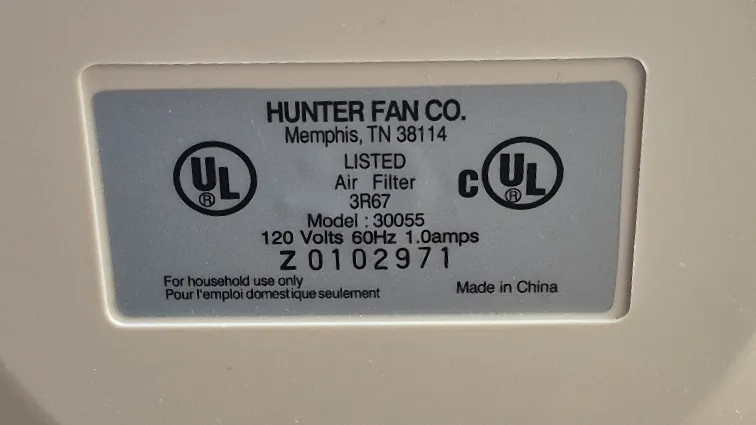 HUNTER FAN CO.
Memphis, TN 38114
LISTED
Air Filter
3R67
Model : 30055
120 Volts 60Hz 1.0amps
Z 0102971
UL ®
C UL ®
For household use only
Pour l'emploi domestique seulement
Made in China